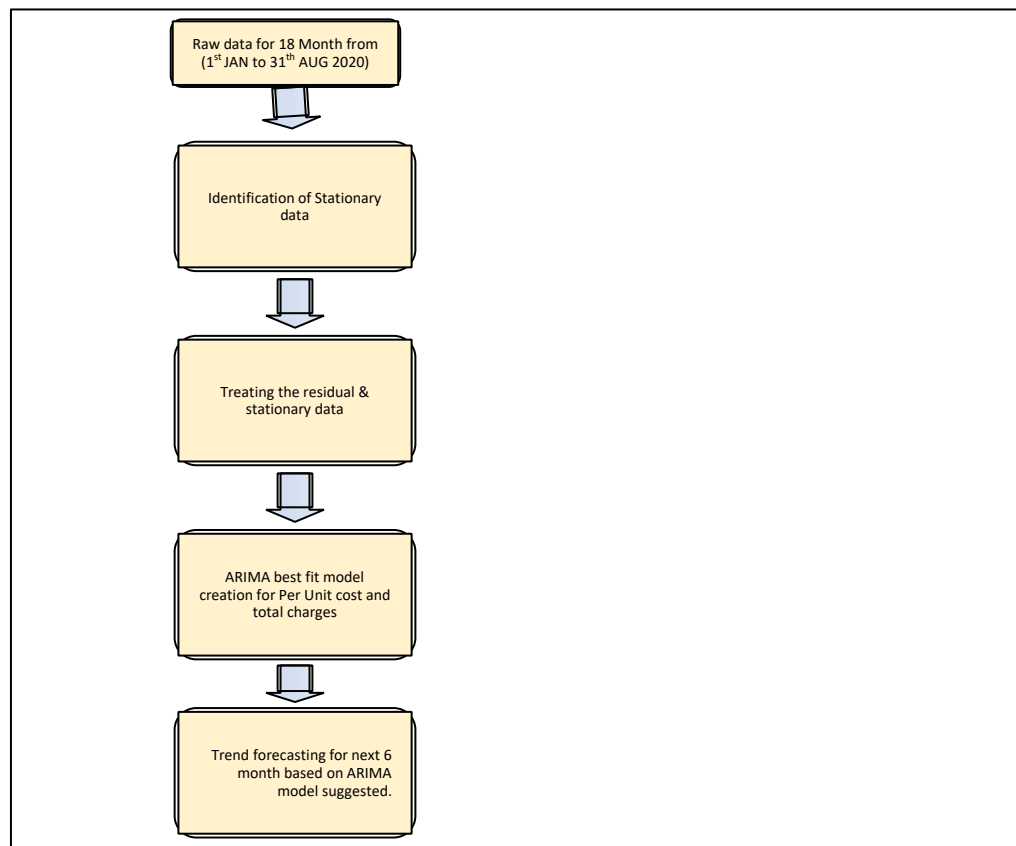 Raw data for 18 Month from
(1st JAN to 31th AUG 2020)
Identification of Stationary
data
Treating the residual &
stationary data
ARIMA best fit model
creation for Per Unit cost and
total charges
Trend forecasting for next 6
month based on ARIMA
model suggested.